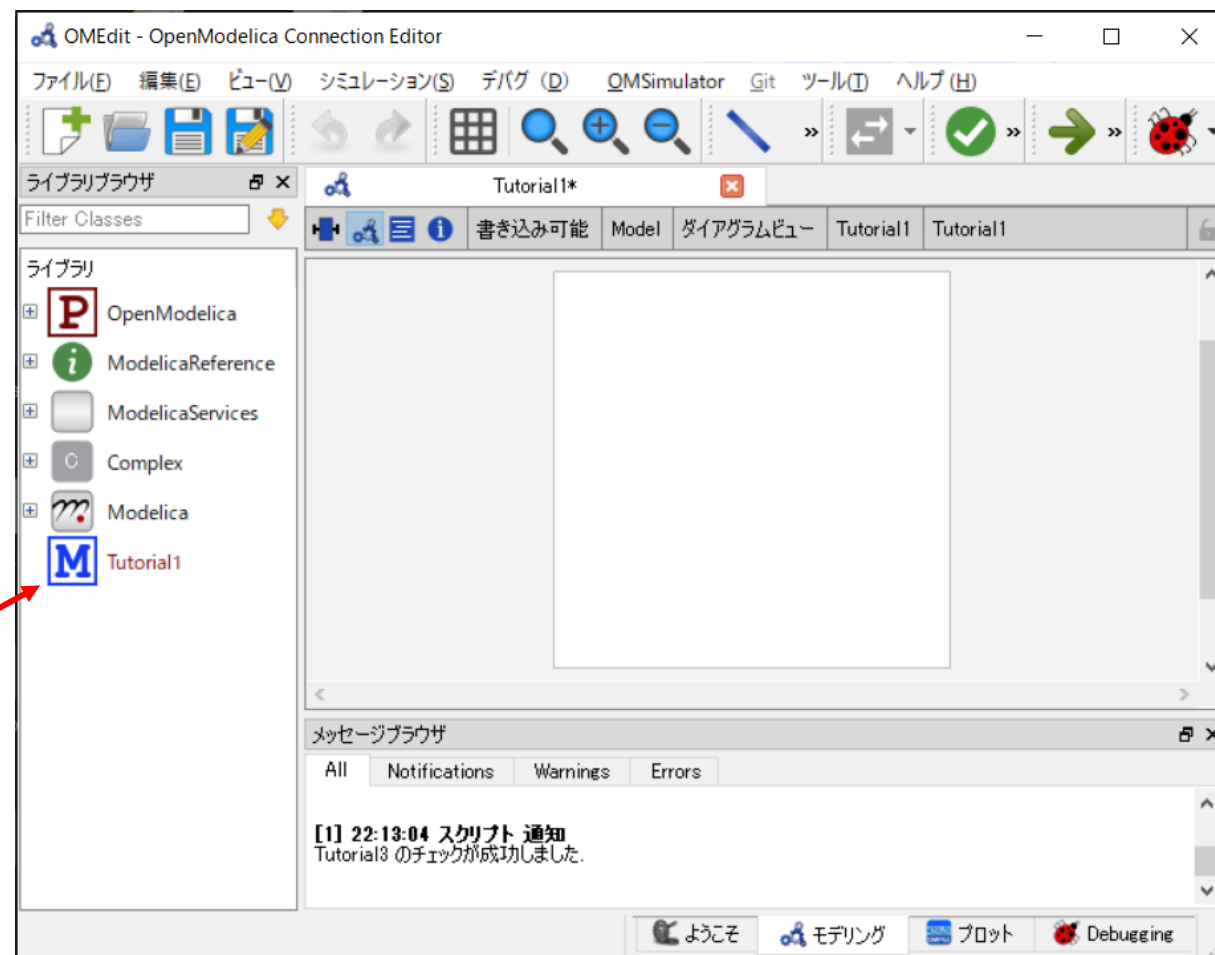 OMEdit - OpenModelica Connection Editor
ファイル(F) 編集(E) ビュー(V) シミュレーション(S) デバグ (D) OMSimulator Git ツール(T) ヘルプ (H)
ライブラリブラウザ
Tutorial1*
Filter Classes
書き込み可能 Model ダイアグラムビュー Tutorial1 Tutorial1
ライブラリ
P OpenModelica
i ModelicaReference
ModelicaServices
C Complex
m Modelica
M Tutorial1
メッセージブラウザ
All Notifications Warnings Errors
[1] 22:13:04 スクリプト 通知
Tutorial3 のチェックが成功しました.
ようこそ モデリング プロット Debugging